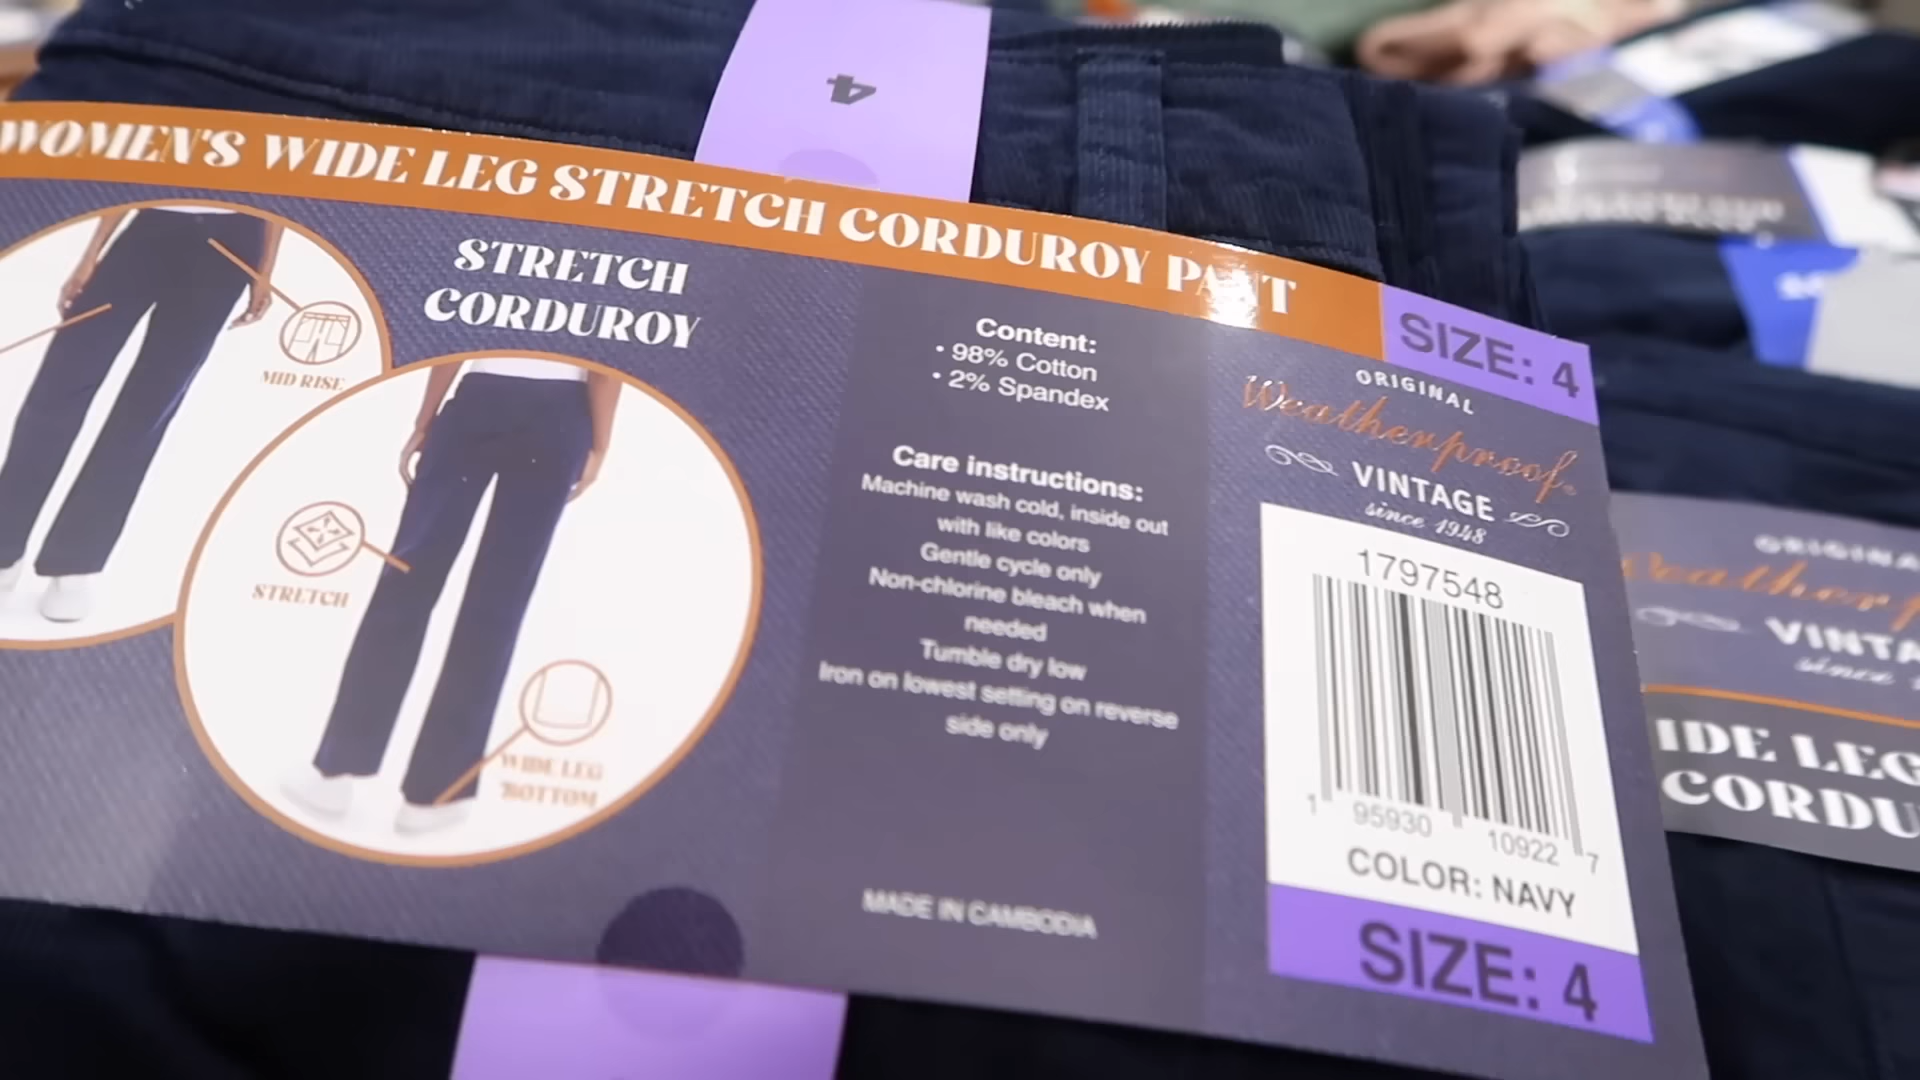 4
WOMEN'S WIDE LEG STRETCH CORDUROY PANT
STRETCH
CORDUROY
MID RISE
STRETCH
WIDE LEG
BOTTOM
Content:
• 98% Cotton
• 2% Spandex
Care instructions:
Machine wash cold, inside out
with like colors
Gentle cycle only
Non-chlorine bleach when
needed
Tumble dry low
Iron on lowest setting on reverse
side only
MADE IN CAMBODIA
SIZE: 4
ORIGINAL
Weatherproof®
VINTAGE
since 1948
1797548
1 95930 10922 7
COLOR: NAVY
SIZE: 4
VINTA
since
IDE LEG
CORDU